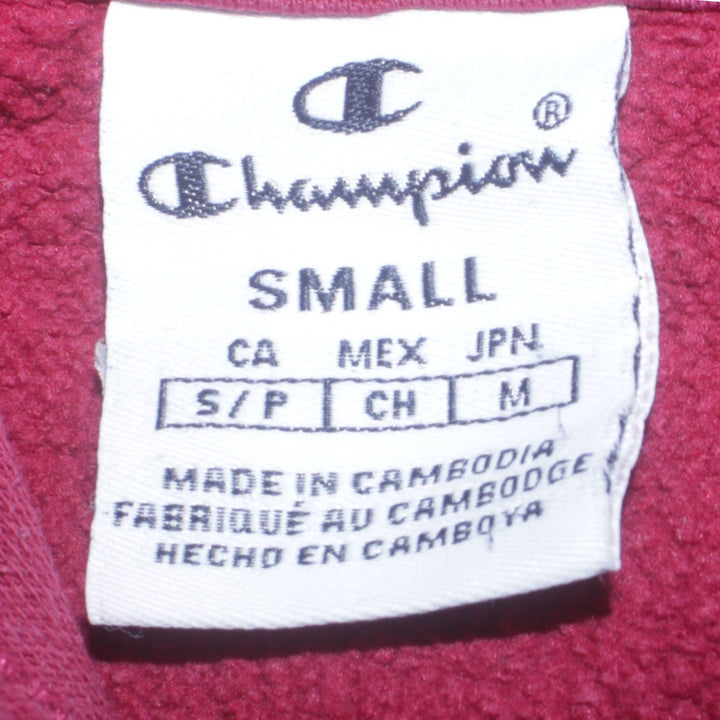 C
Champion®
SMALL
CA MEX JPN
S/P CH M
MADE IN CAMBODIA
FABRIQUÉ AU CAMBODGE
HECHO EN CAMBOYA